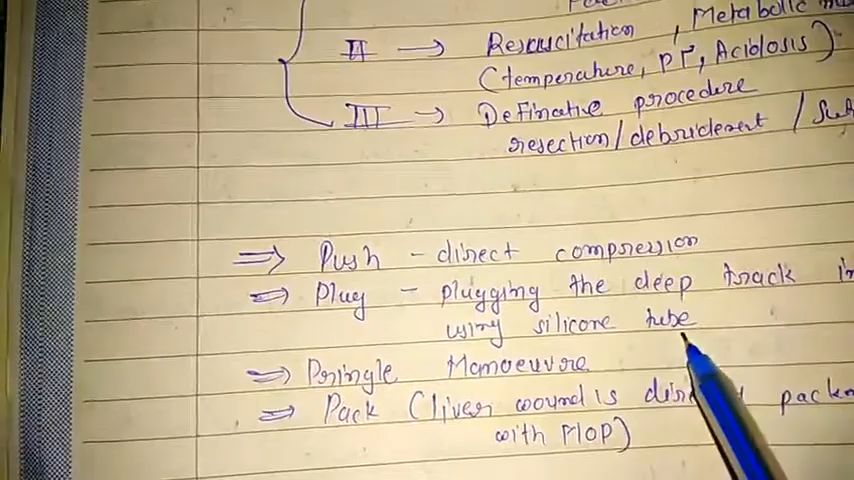 II → Resuscitation, Metabolic
(temperature, PT, Acidosis)
III → Definative procedure
resection/debridement /
⇒ Push - direct compression
⇒ Plug - plugging the deep track
using silicone tube
⇒ Pringle Manoeuvre
⇒ Pack (liver wound is
with MOP)